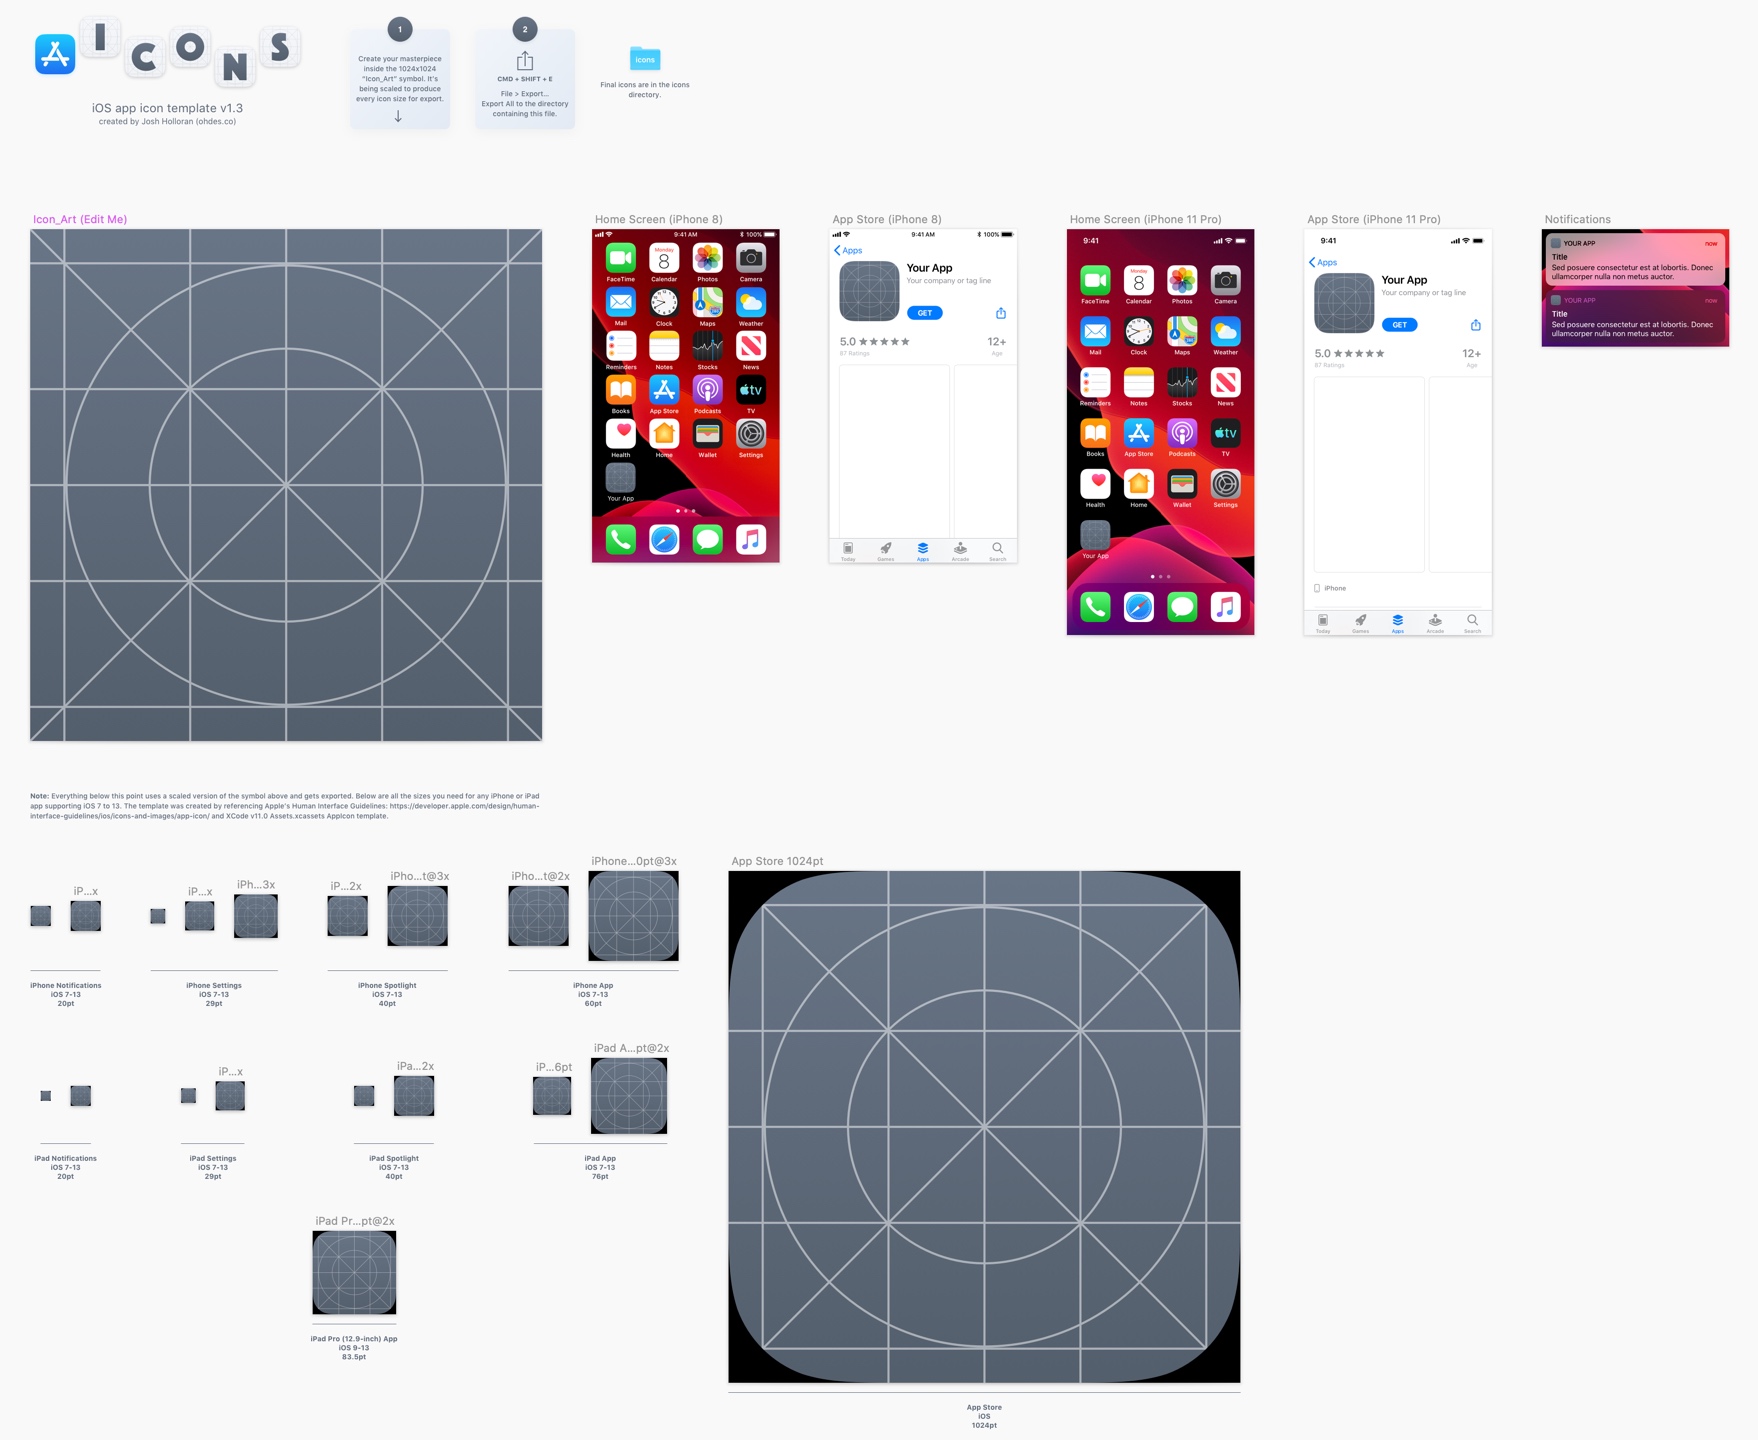 ICONS
iOS app icon template v1.3
created by Josh Holloran (ohdes.co)
1
Create your masterpiece
inside the 1024x1024
"Icon_Art" symbol. It's
being scaled to produce
every icon size for export.
2
CMD + SHIFT + E
File > Export...
Export All to the directory
containing this file.
icons
Final icons are in the icons
directory.
Icon_Art (Edit Me)
Home Screen (iPhone 8)
9:41 AM 100%
Monday
8
FaceTime Calendar Photos Camera
Mail Clock Maps Weather
Reminders Notes Stocks News
tv
Books App Store Podcasts TV
Health Home Wallet Settings
Your App
App Store (iPhone 8)
9:41 AM 100%
Apps
Your App
Your company or tag line
GET
5.0 ★★★★★ 12+
87 Ratings Age
Today Games Apps Arcade Search
Home Screen (iPhone 11 Pro)
9:41
Monday
8
FaceTime Calendar Photos Camera
Mail Clock Maps Weather
Reminders Notes Stocks News
tv
Books App Store Podcasts TV
Health Home Wallet Settings
Your App
App Store (iPhone 11 Pro)
9:41
Apps
Your App
Your company or tag line
GET
5.0 ★★★★★ 12+
87 Ratings Age
iPhone
Today Games Apps Arcade Search
Notifications
YOUR APP now
Title
Sed posuere consectetur est at lobortis. Donec
ullamcorper nulla non metus auctor.
YOUR APP now
Title
Sed posuere consectetur est at lobortis. Donec
ullamcorper nulla non metus auctor.
Note: Everything below this point uses a scaled version of the symbol above and gets exported. Below are all the sizes you need for any iPhone or iPad
app supporting iOS 7 to 13. The template was created by referencing Apple's Human Interface Guidelines: https://developer.apple.com/design/human-
interface-guidelines/ios/icons-and-images/app-icon/ and XCode v11.0 Assets.xcassets AppIcon template.
iP...x
iPhone Notifications
iOS 7-13
20pt
iP...x iPh...3x
iPhone Settings
iOS 7-13
29pt
iP...2x iPho...t@3x
iPhone Spotlight
iOS 7-13
40pt
iPho...t@2x iPhone...0pt@3x
iPhone App
iOS 7-13
60pt
iPad Notifications
iOS 7-13
20pt
iP...x
iPad Settings
iOS 7-13
29pt
iPa...2x
iPad Spotlight
iOS 7-13
40pt
iP...6pt iPad A...pt@2x
iPad App
iOS 7-13
76pt
iPad Pr...pt@2x
iPad Pro (12.9-inch) App
iOS 9-13
83.5pt
App Store 1024pt
App Store
iOS
1024pt